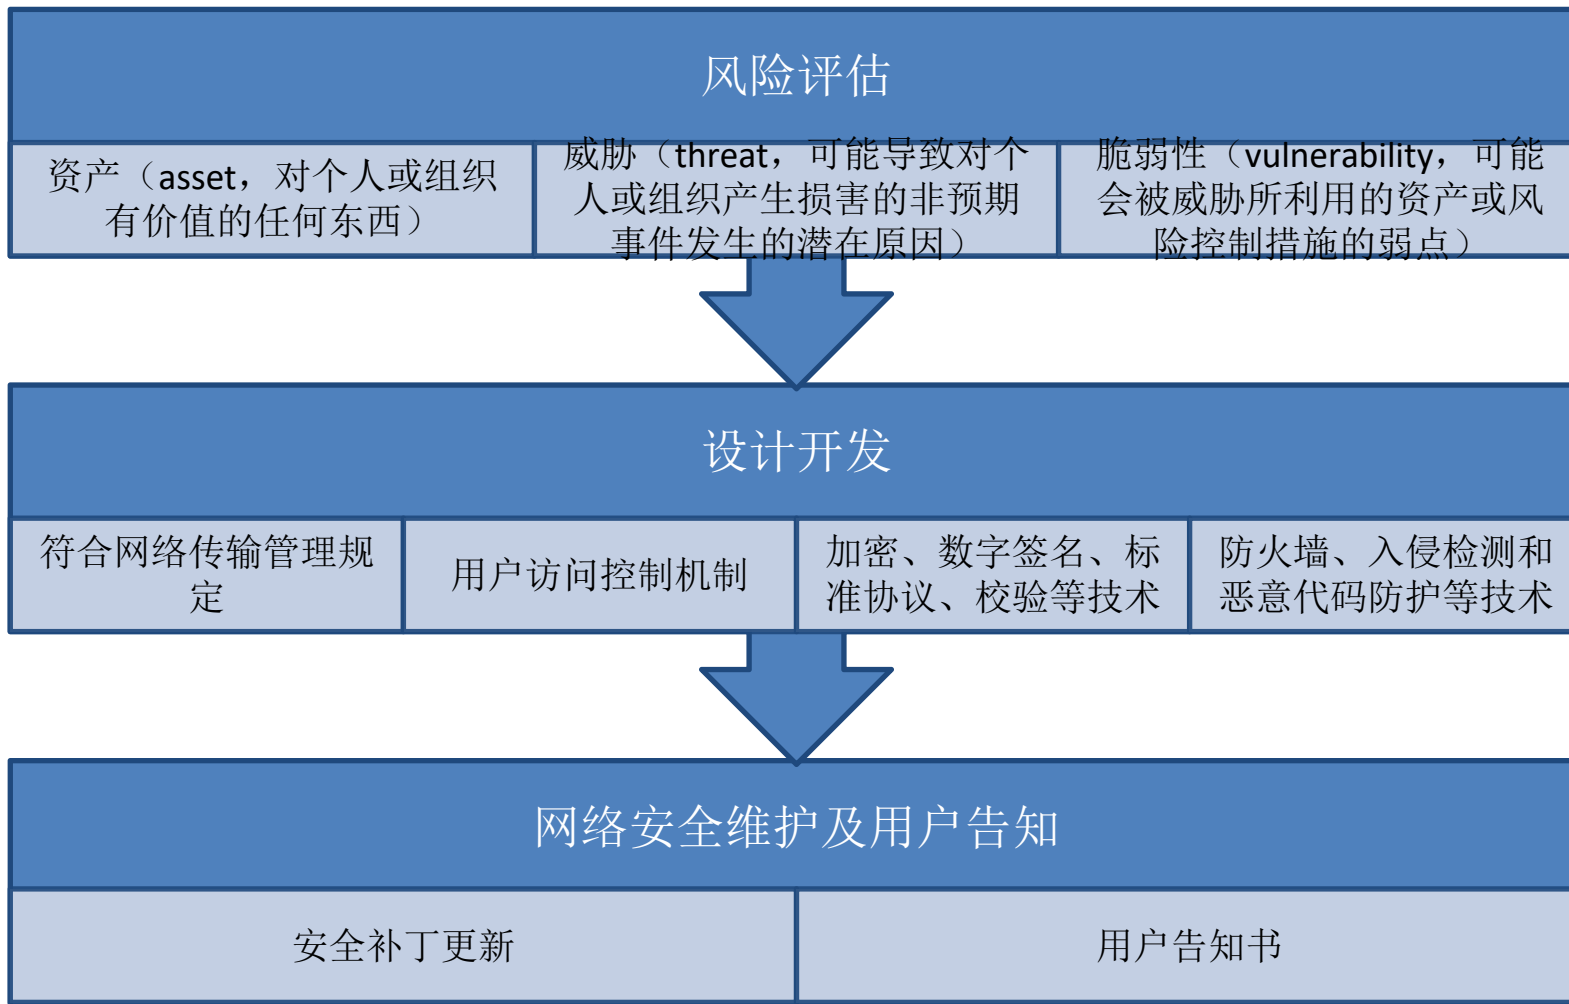 风险评估
资产（asset，对个人或组织
有价值的任何东西）
威胁（threat，可能导致对个
人或组织产生损害的非预期
事件发生的潜在原因）
脆弱性（vulnerability，可能
会被威胁所利用的资产或风
险控制措施的弱点）
设计开发
符合网络传输管理规
定
用户访问控制机制
加密、数字签名、标
准协议、校验等技术
防火墙、入侵检测和
恶意代码防护等技术
网络安全维护及用户告知
安全补丁更新
用户告知书